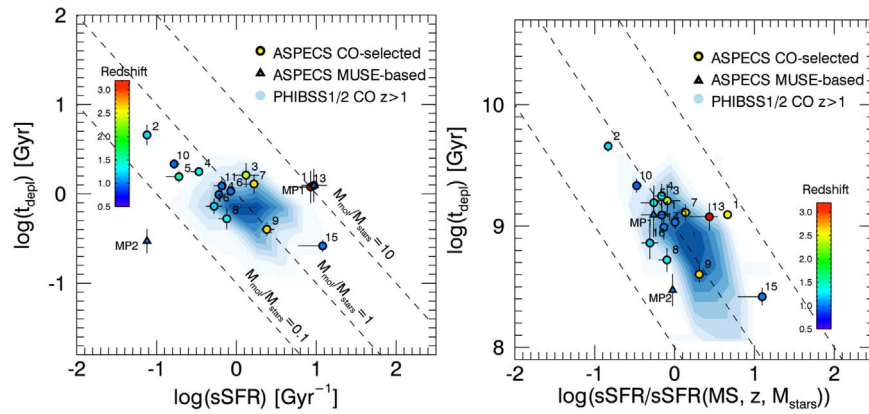 2
1
0
-1
log(t_depl) [Gyr]
-2 -1 0 1 2
log(sSFR) [Gyr⁻¹]
Redshift
3.0
2.5
2.0
1.5
1.0
0.5
ASPECS CO-selected
ASPECS MUSE-based
PHIBSS1/2 CO z>1
2
10
5
4
11
3
7
6
1
13
MP1
8
9
15
MP2
M_mol/M_stars=10
M_mol/M_stars=1
M_mol/M_stars=0.1
10
9
8
log(t_depl) [Gyr]
-2 -1 0 1 2
log(sSFR/sSFR(MS, z, M_stars))
ASPECS CO-selected
ASPECS MUSE-based
PHIBSS1/2 CO z>1
Redshift
3.0
2.5
2.0
1.5
1.0
0.5
2
10
4
3
7
13
1
MP1
16
8
9
15
MP2